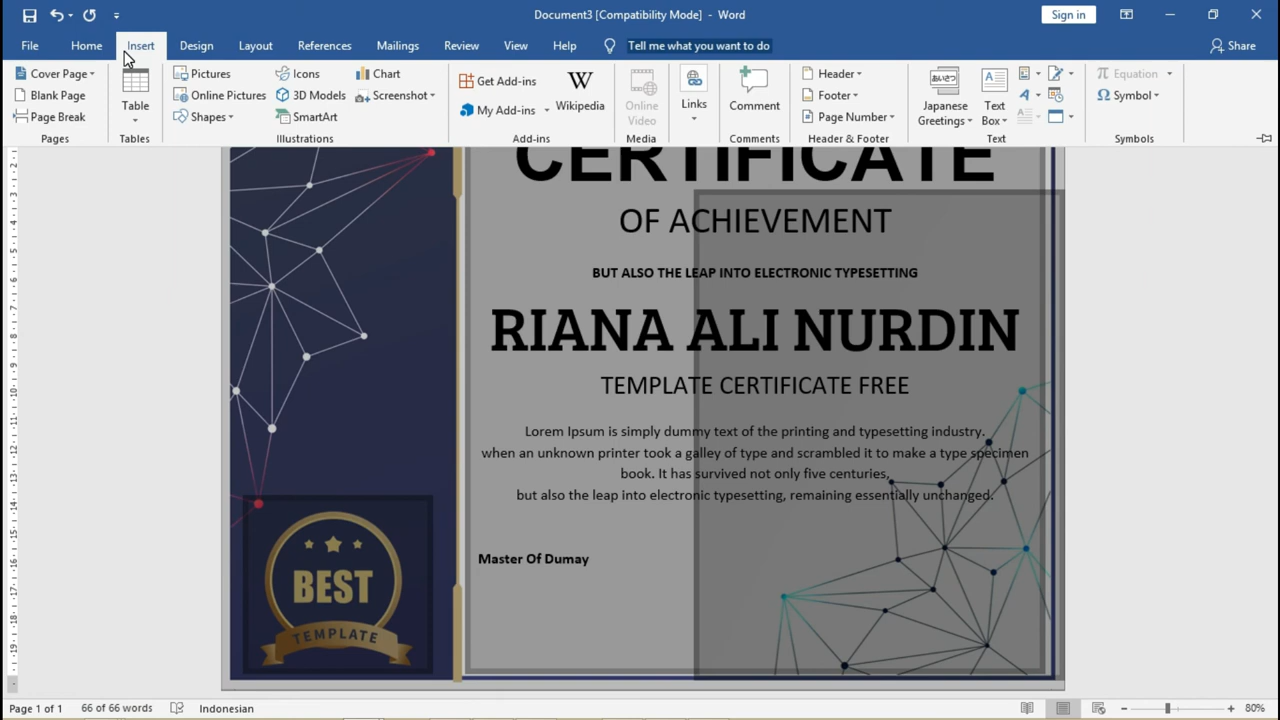 Document3 [Compatibility Mode] - Word
Sign in
File Home Insert Design Layout References Mailings Review View Help Tell me what you want to do Share
Cover Page
Blank Page
Page Break
Pages
Table
Tables
Pictures
Online Pictures
Shapes
Icons
3D Models
SmartArt
Chart
Screenshot
Illustrations
Get Add-ins
My Add-ins
Wikipedia
Add-ins
Online
Video
Media
Links
Comment
Comments
Header
Footer
Page Number
Header & Footer
あいさつ
Japanese
Greetings
Text
Box
Text
Equation
Symbol
Symbols
CERTIFICATE
OF ACHIEVEMENT
BUT ALSO THE LEAP INTO ELECTRONIC TYPESETTING
RIANA ALI NURDIN
TEMPLATE CERTIFICATE FREE
Lorem Ipsum is simply dummy text of the printing and typesetting industry.
when an unknown printer took a galley of type and scrambled it to make a type specimen
book. It has survived not only five centuries,
but also the leap into electronic typesetting, remaining essentially unchanged.
Master Of Dumay
BEST
TEMPLATE
Page 1 of 1 66 of 66 words Indonesian 80%